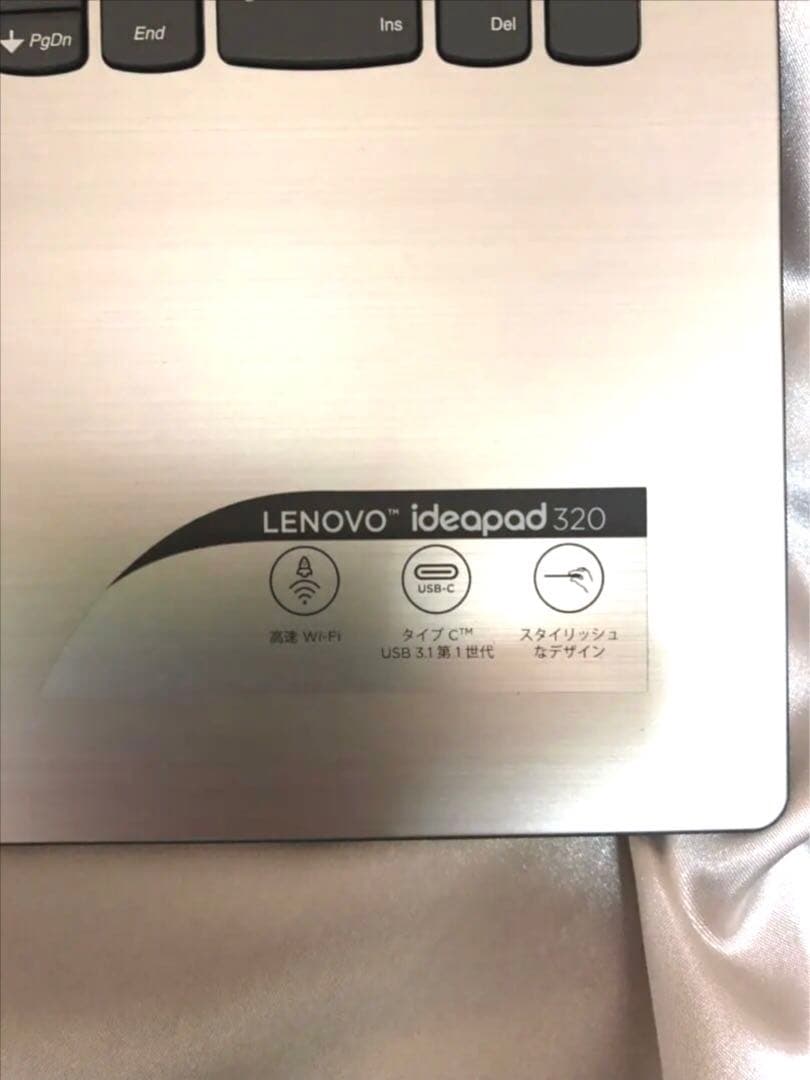 PgDn
End
Ins
Del
LENOVO™ ideapad 320
USB-C
高速 Wi-Fi
タイプ C™
USB 3.1 第 1 世代
スタイリッシュ
なデザイン